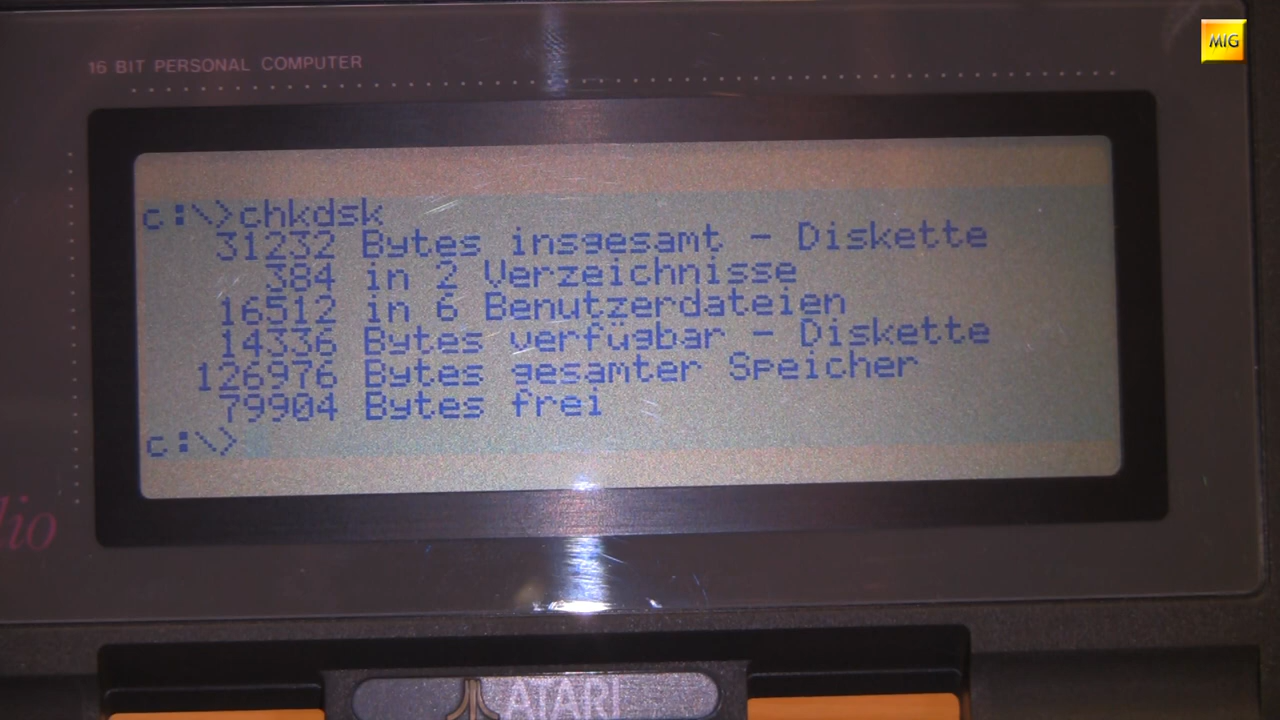 MIG
16 BIT PERSONAL COMPUTER
c:\>chkdsk
31232 Bytes insgesamt - Diskette
384 in 2 Verzeichnisse
16512 in 6 Benutzerdateien
14336 Bytes verfügbar - Diskette
126976 Bytes gesamter Speicher
79904 Bytes frei
c:\>
lio
ATARI